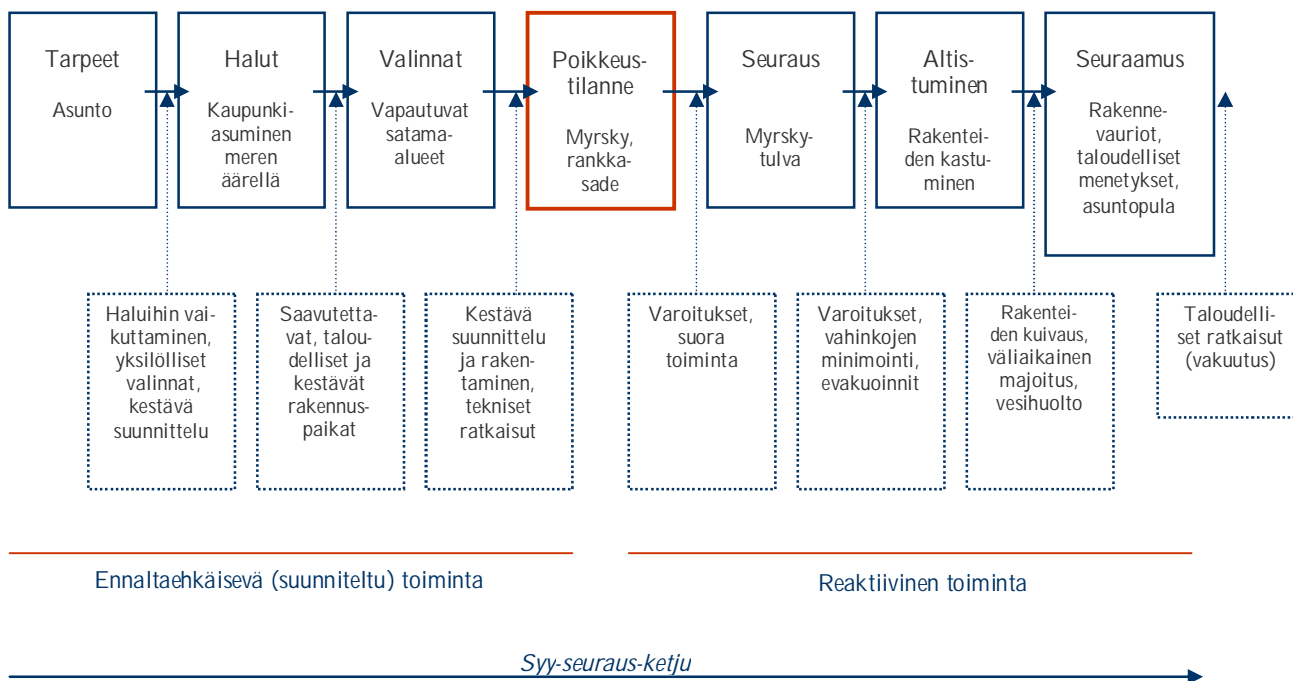 Tarpeet
Asunto
Halut
Kaupunki-
asuminen
meren
äärellä
Valinnat
Vapautuvat
satama-
alueet
Poikkeus-
tilanne
Myrsky,
rankka-
sade
Seuraus
Myrsky-
tulva
Altis-
tuminen
Rakentei-
den kastu-
minen
Seuraamus
Rakenne-
vauriot,
taloudelliset
menetykset,
asuntopula
Haluihin vai-
kuttaminen,
yksilölliset
valinnat,
kestävä
suunnittelu
Saavutetta-
vat, talou-
delliset ja
kestävät
rakennus-
paikat
Kestävä
suunnittelu
ja raken-
taminen,
tekniset
ratkaisut
Varoitukset,
suora
toiminta
Varoitukset,
vahinkojen
minimointi,
evakuoinnit
Rakentei-
den kuivaus,
väliaikainen
majoitus,
vesihuolto
Taloudelli-
set ratkaisut
(vakuutus)
Ennaltaehkäisevä (suunniteltu) toiminta
Reaktiivinen toiminta
Syy-seuraus-ketju